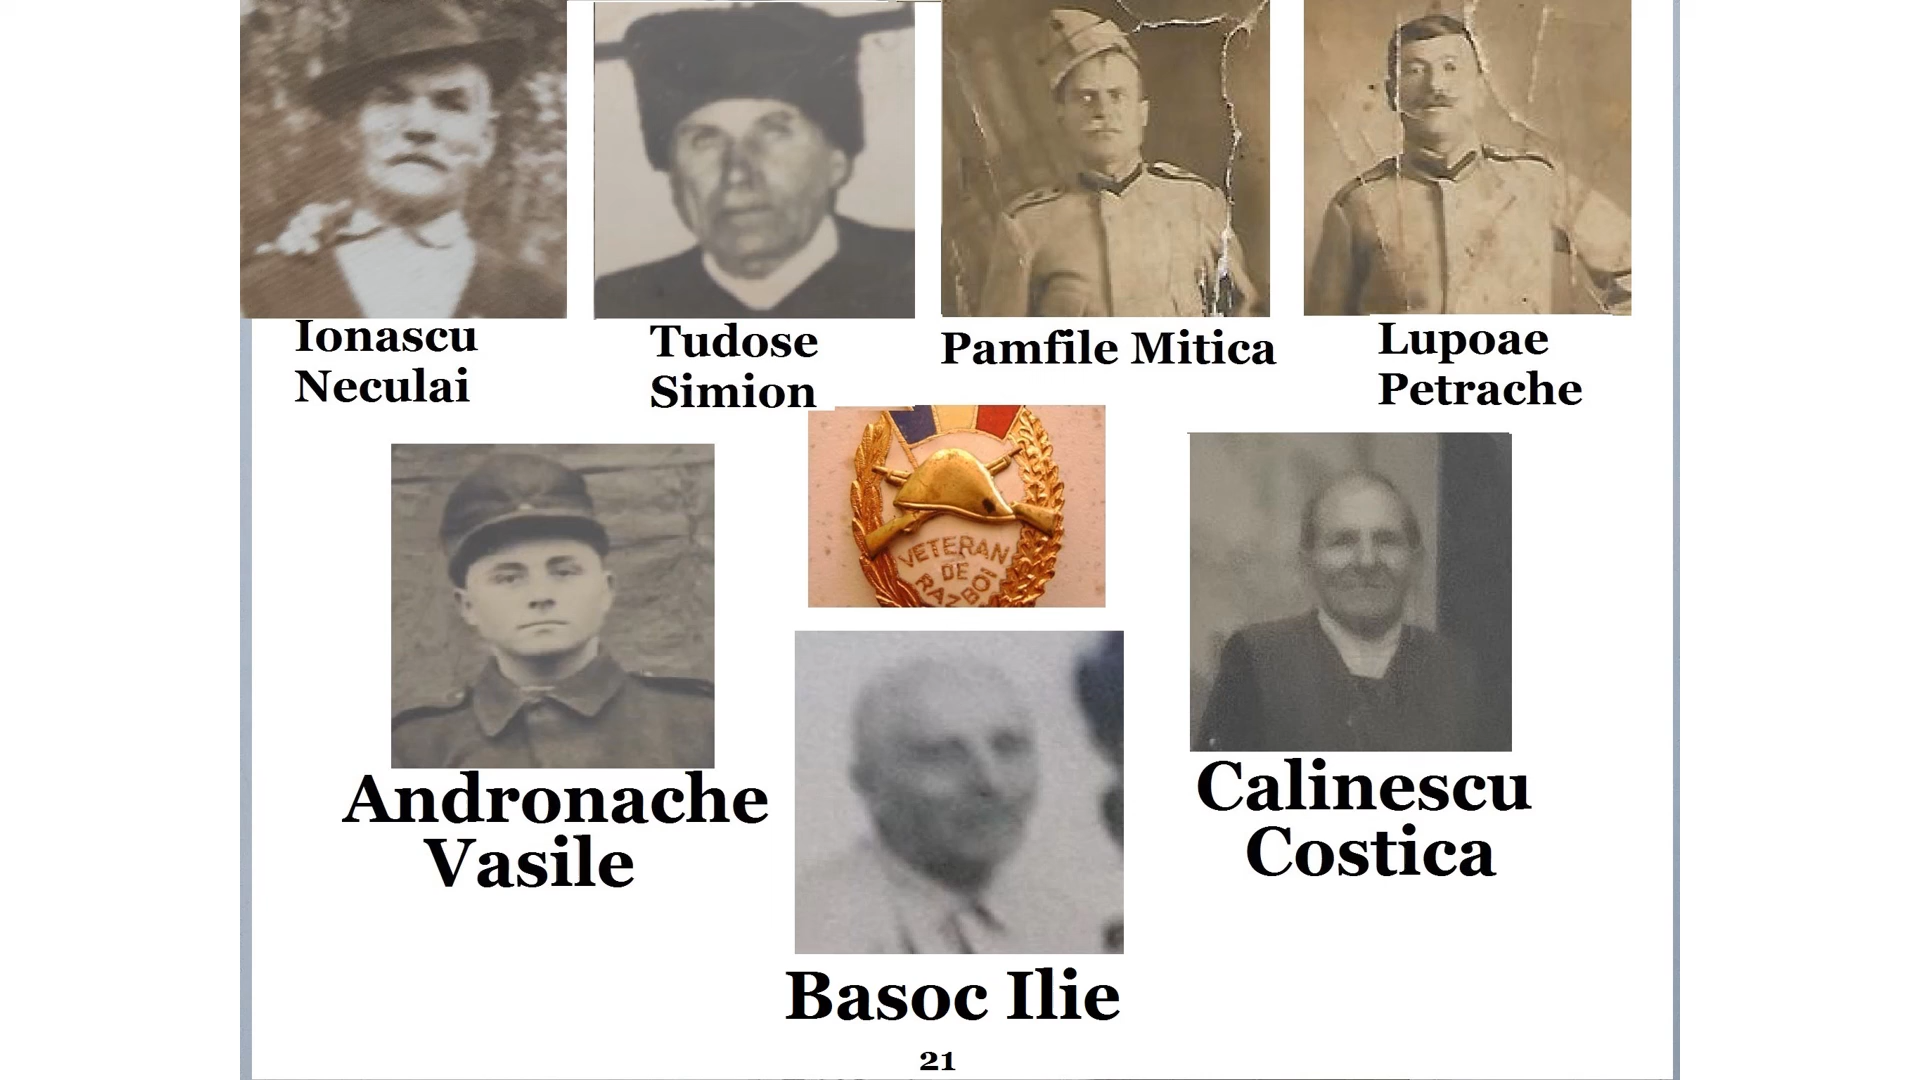 Ionascu
Neculai
Tudose
Simion
Pamfile Mitica
Lupoae
Petrache
VETERAN
DE
RAZBOI
Andronache
Vasile
Calinescu
Costica
Basoc Ilie
21